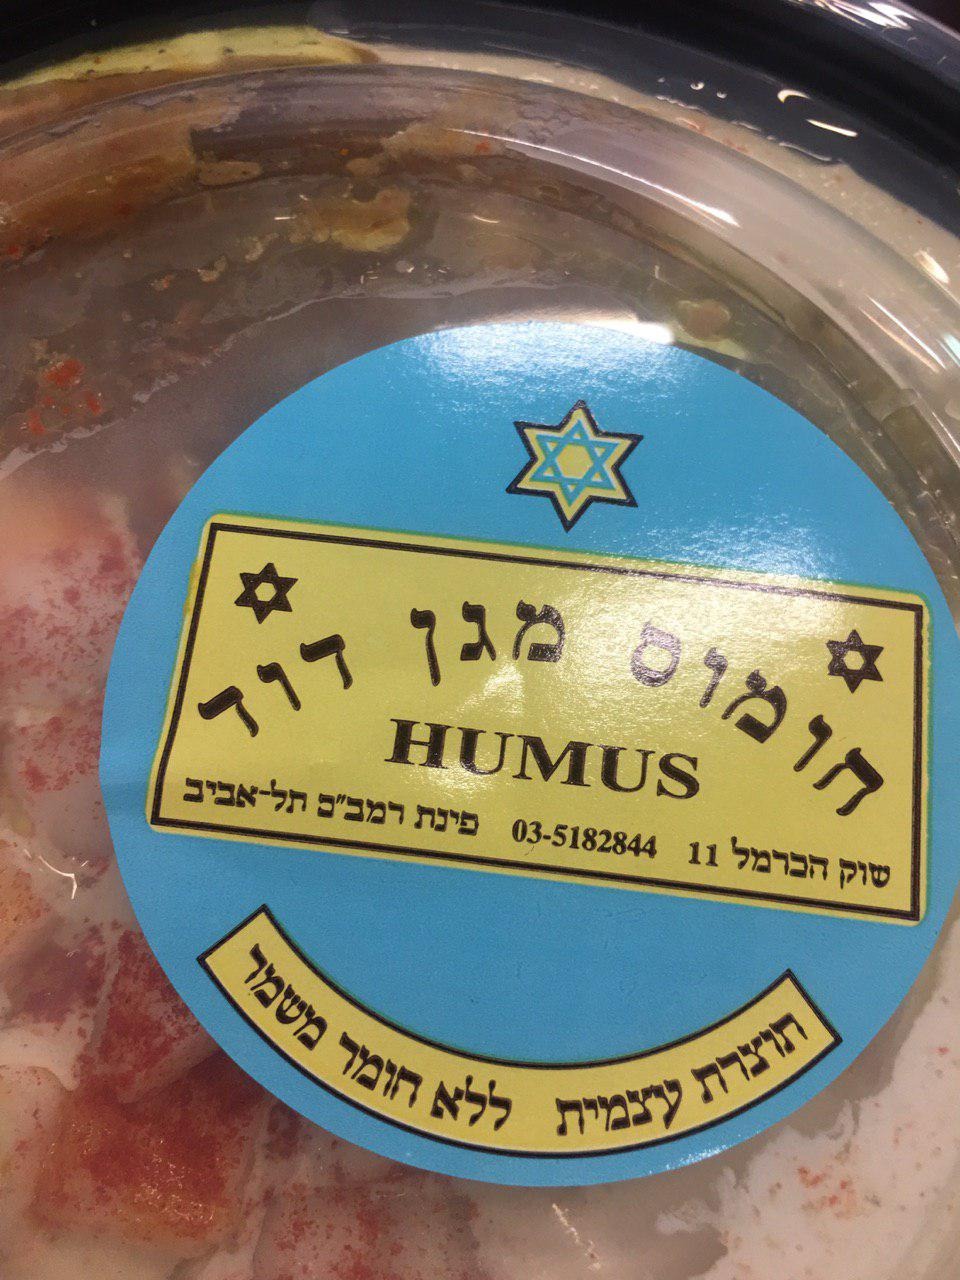 חומוס מגן דוד
HUMUS
שוק הכרמל 11 03-5182844 פינת רמב"ם תל-אביב
תוצרת עצמית ללא חומר משמר